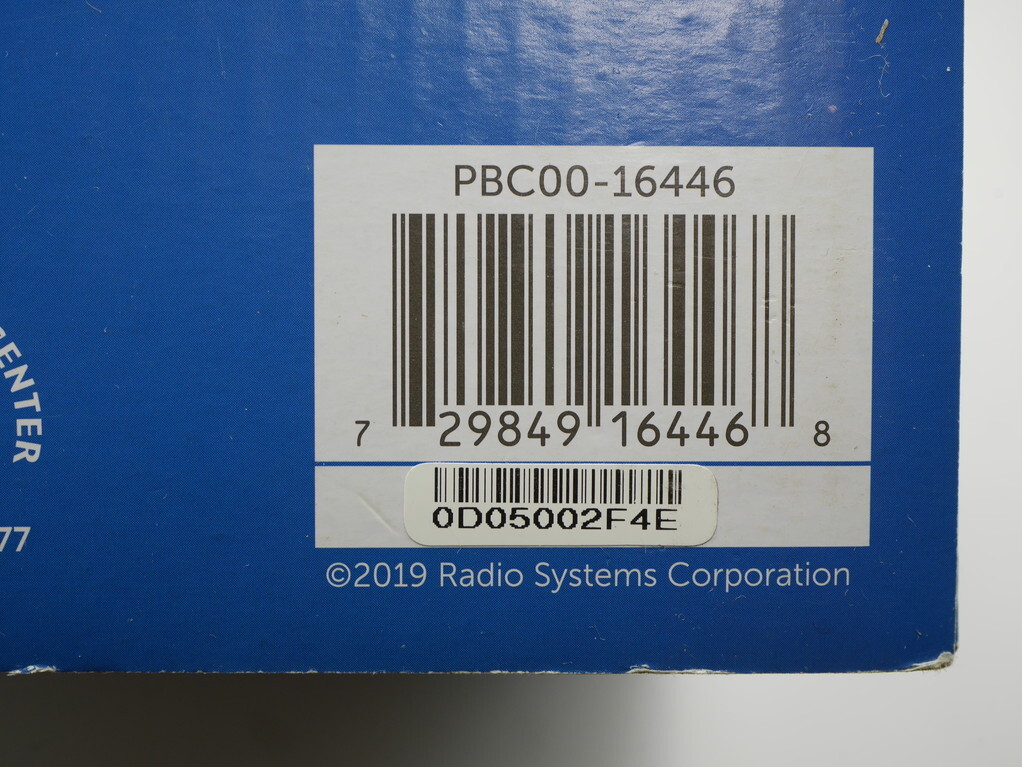 PBC00-16446
7 29849 16446 8
0D05002F4E
©2019 Radio Systems Corporation
ENTER
77